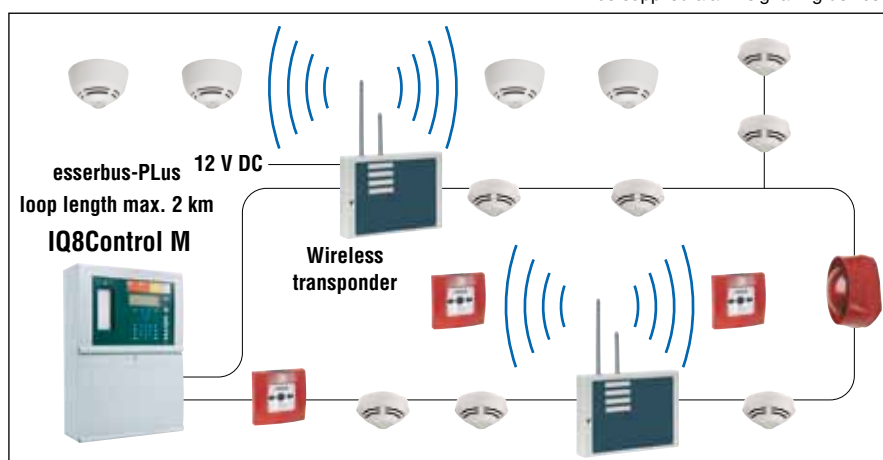 esserbus-PLus 12 V DC
loop length max. 2 km
IQ8Control M
Wireless
transponder